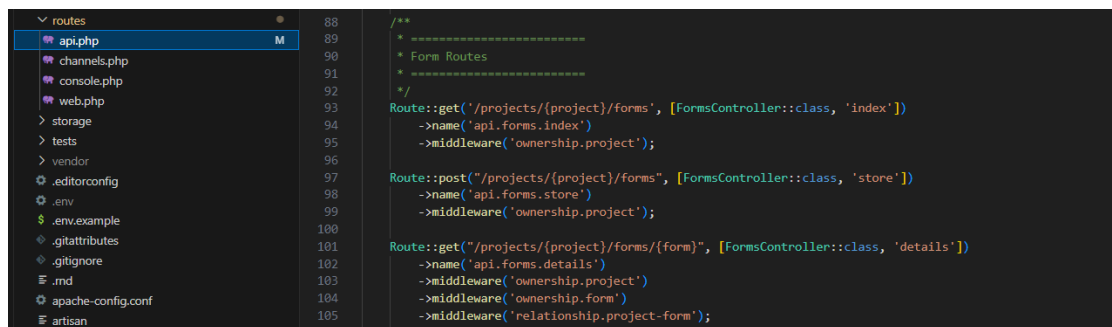 routes
api.php M
channels.php
console.php
web.php
storage
tests
vendor
.editorconfig
.env
.env.example
.gitattributes
.gitignore
.md
apache-config.conf
artisan
88 /**
89 * ==========================
90 * Form Routes
91 * ==========================
92 */
93 Route::get('/projects/{project}/forms', [FormsController::class, 'index'])
94 ->name('api.forms.index')
95 ->middleware('ownership.project');
96
97 Route::post("/projects/{project}/forms", [FormsController::class, 'store'])
98 ->name('api.forms.store')
99 ->middleware('ownership.project');
100
101 Route::get("/projects/{project}/forms/{form}", [FormsController::class, 'details'])
102 ->name('api.forms.details')
103 ->middleware('ownership.project')
104 ->middleware('ownership.form')
105 ->middleware('relationship.project-form');